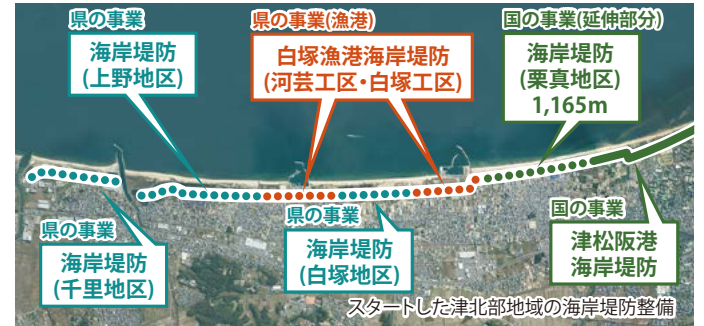 県の事業
海岸堤防
(上野地区)
県の事業(漁港)
白塚漁港海岸堤防
(河芸工区・白塚工区)
国の事業(延伸部分)
海岸堤防
(栗真地区)
1,165m
県の事業
海岸堤防
(千里地区)
県の事業
海岸堤防
(白塚地区)
国の事業
津松阪港
海岸堤防
スタートした津北部地域の海岸堤防整備